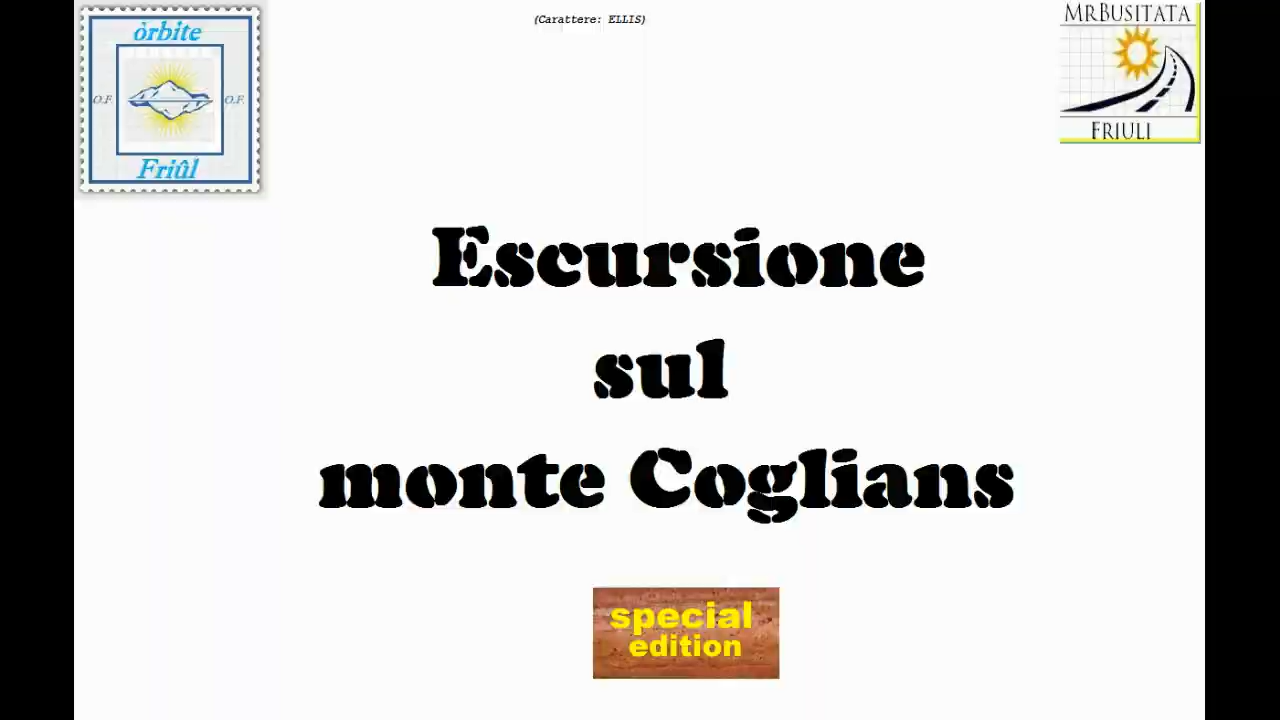 òrbite
O.F.
O.F.
Friûl
(Carattere: ELLIS)
MRBUSITATA
FRIULI
Escursione
sul
monte Coglians
special
edition